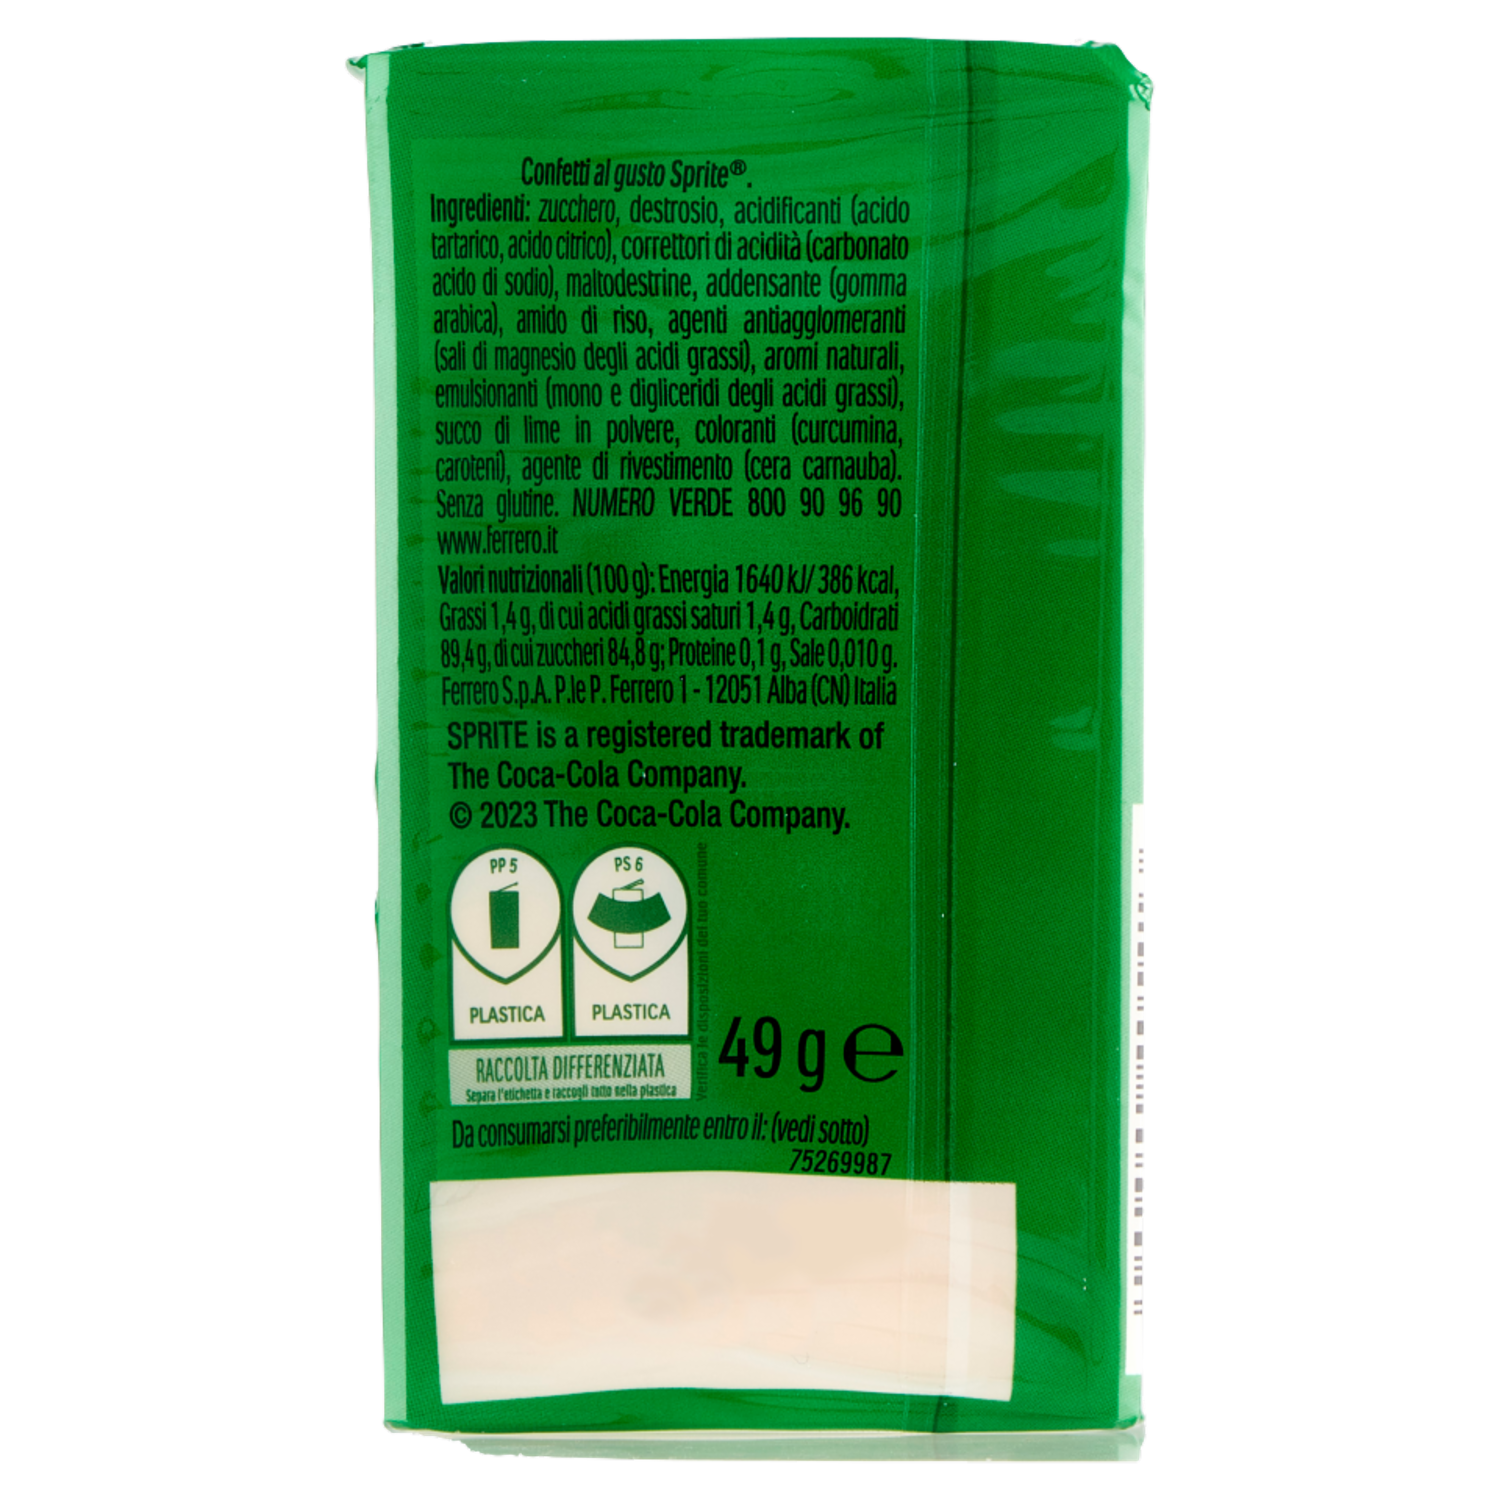 Confetti al gusto Sprite®.
Ingredienti: zucchero, destrosio, acidificanti (acido
tartarico, acido citrico), correttori di acidità (carbonato
acido di sodio), maltodestrine, addensante (gomma
arabica), amido di riso, agenti antiagglomeranti
(sali di magnesio degli acidi grassi), aromi naturali,
emulsionanti (mono e digliceridi degli acidi grassi),
succo di lime in polvere, coloranti (curcumina,
caroteni), agente di rivestimento (cera carnauba).
Senza glutine. NUMERO VERDE 800 90 96 90
www.ferrero.it
Valori nutrizionali (100 g): Energia 1640 kJ/ 386 kcal,
Grassi 1,4 g, di cui acidi grassi saturi 1,4 g, Carboidrati
89,4 g, di cui zuccheri 84,8 g; Proteine 0,1 g, Sale 0,010 g.
Ferrero S.p.A. P.le P. Ferrero 1 - 12051 Alba (CN) Italia
SPRITE is a registered trademark of
The Coca-Cola Company.
© 2023 The Coca-Cola Company.
PP 5
PLASTICA
PS 6
PLASTICA
RACCOLTA DIFFERENZIATA
Separa l'etichetta e raccogli tutto nella plastica
Verifica le disposizioni del tuo comune
49 g ℮
Da consumarsi preferibilmente entro il: (vedi sotto)
75269987